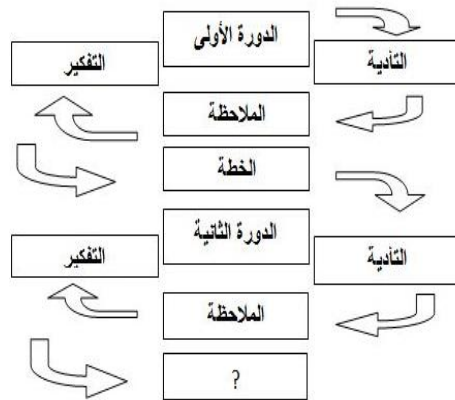 الدورة الأولى
التأدية
التفكير
الملاحظة
الخطة
الدورة الثانية
التأدية
التفكير
الملاحظة
?